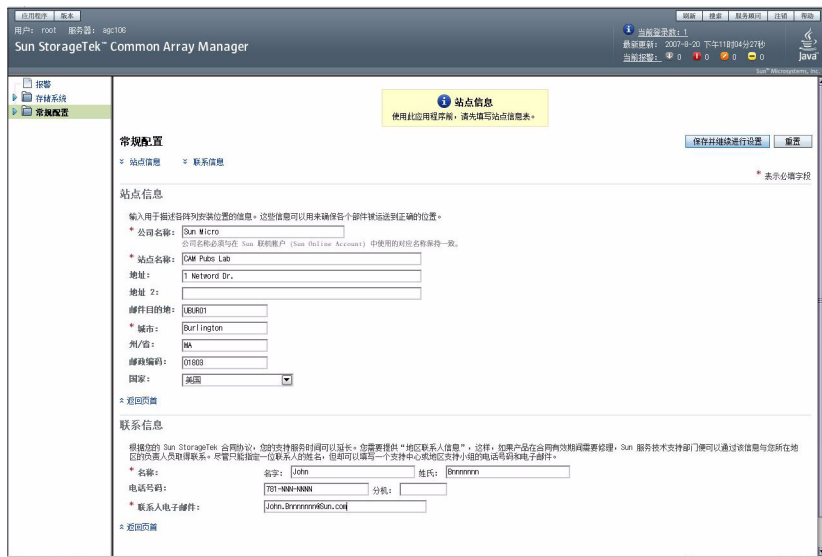 应用程序 版本 刷新 搜索 服务顾问 注销 帮助
用户: root 服务器: agc106
当前登录数: 1
最新更新: 2007-8-20 下午11时04分27秒
当前报警: 0 0 0 0
Sun StorageTek™ Common Array Manager
Java
Sun™ Microsystems, Inc.
报警
存储系统
常规配置
站点信息
使用此应用程序前，请先填写站点信息表。
常规配置
保存并继续进行设置 重置
站点信息 联系信息
* 表示必填字段
站点信息
输入用于描述各阵列安装位置的信息。这些信息可以用来确保各个部件被运送到正确的位置。
* 公司名称: Sun Micro
公司名称必须与在 Sun 联机帐户 (Sun Online Account) 中使用的对应名称保持一致。
* 站点名称: CAM Pubs Lab
地址: 1 Netword Dr.
地址 2:
邮件目的地: UBUR01
* 城市: Burlington
州/省: MA
邮政编码: 01803
国家: 美国
返回页首
联系信息
根据您的 Sun StorageTek 合同协议，您的支持服务时间可以延长。您需要提供“地区联系人信息”，这样，如果产品在合同有效期间需要修理，Sun 服务技术支持部门便可以通过该信息与您所在地
区的负责人员取得联系。尽管只能指定一位联系人的姓名，但却可以填写一个支持中心或地区支持小组的电话号码和电子邮件。
* 名称: 名字: John 姓氏: Bnnnnnnn
电话号码: 781-NNN-NNNN 分机:
* 联系人电子邮件: John.Bnnnnnnn@Sun.com
返回页首